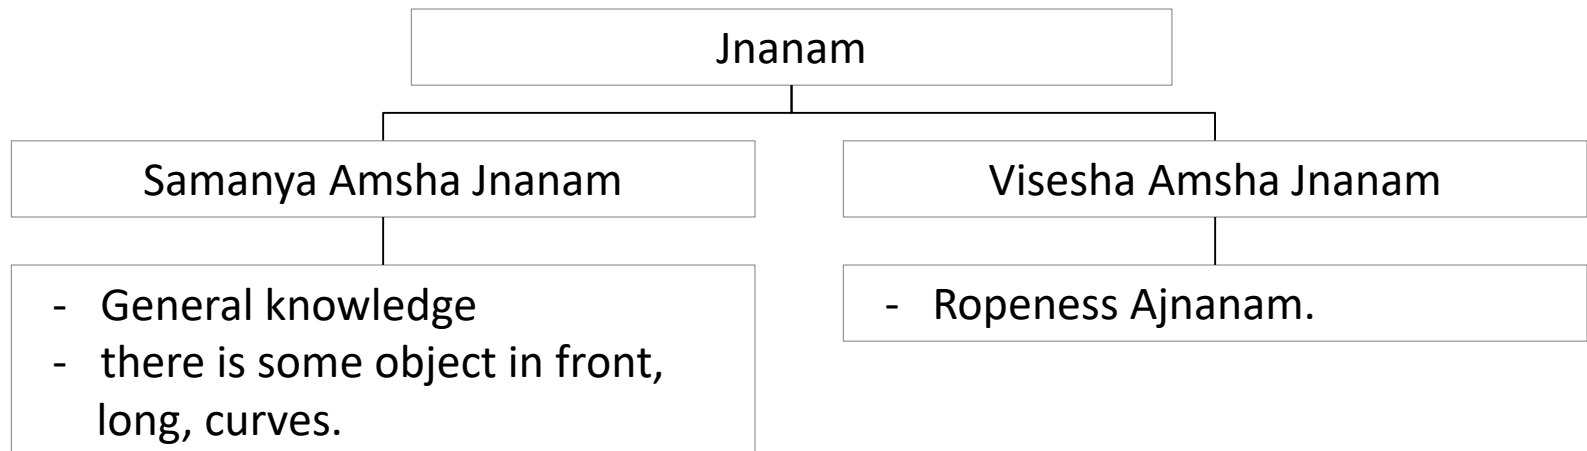 Jnanam
Samanya Amsha Jnanam
Visesha Amsha Jnanam
- General knowledge
- there is some object in front,
long, curves.
- Ropeness Ajnanam.